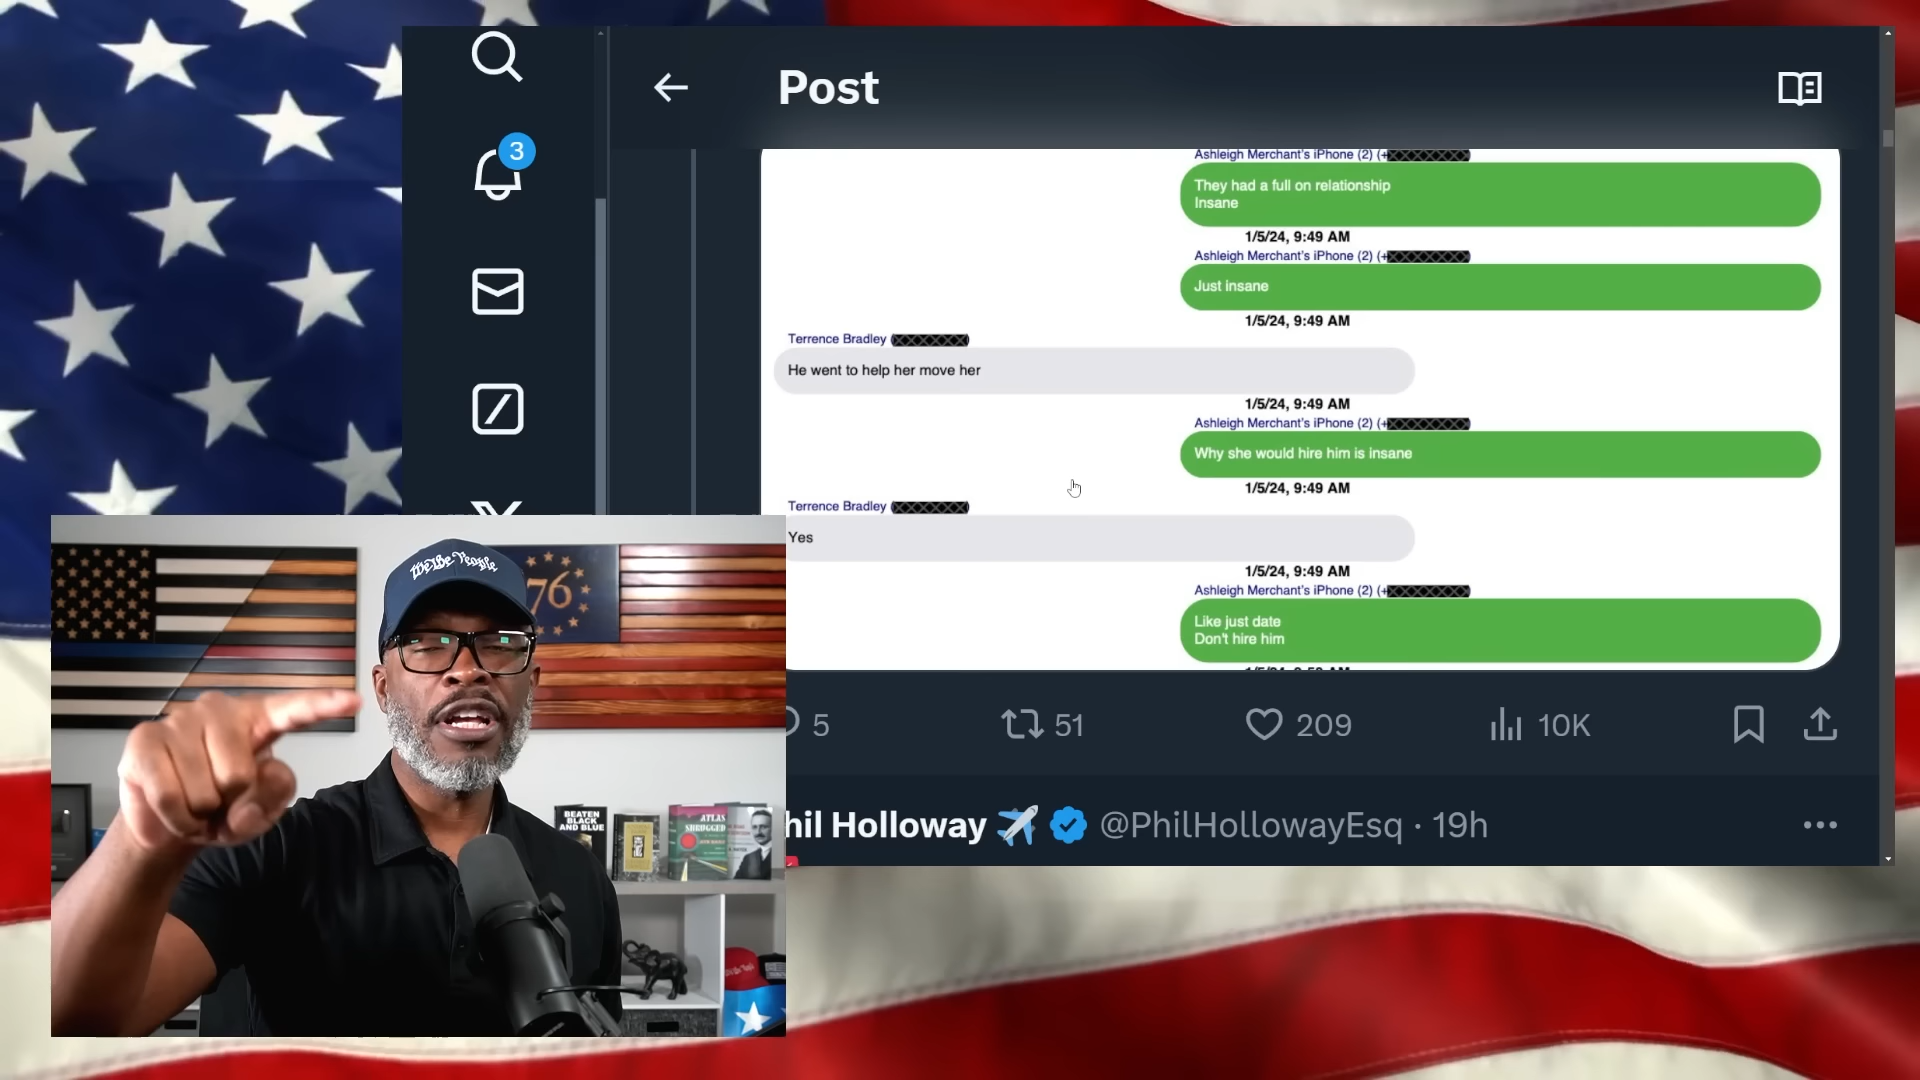 3
Post
Ashleigh Merchant's iPhone (2) (+
They had a full on relationship
Insane
1/5/24, 9:49 AM
Ashleigh Merchant's iPhone (2) (+
Just insane
1/5/24, 9:49 AM
Terrence Bradley
He went to help her move her
1/5/24, 9:49 AM
Ashleigh Merchant's iPhone (2) (+
Why she would hire him is insane
1/5/24, 9:49 AM
Terrence Bradley
Yes
1/5/24, 9:49 AM
Ashleigh Merchant's iPhone (2) (+
Like just date
Don't hire him
5
51
209
10K
hil Holloway
@PhilHollowayEsq · 19h
We the People
76
BEATEN
BLACK
AND BLUE
ATLAS
SHRUGGED